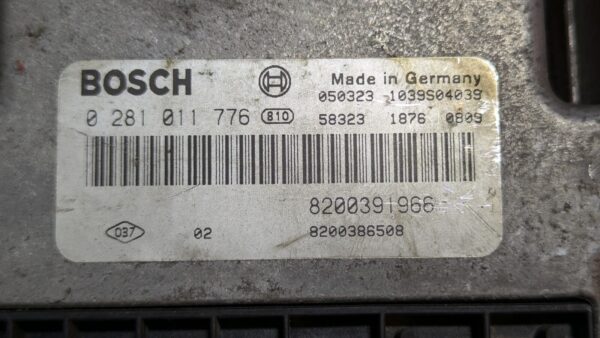 BOSCH
Made in Germany
050323 1039S04039
0 281 011 776 810
58323 1876 0809
8200391966
D37 02 8200386508